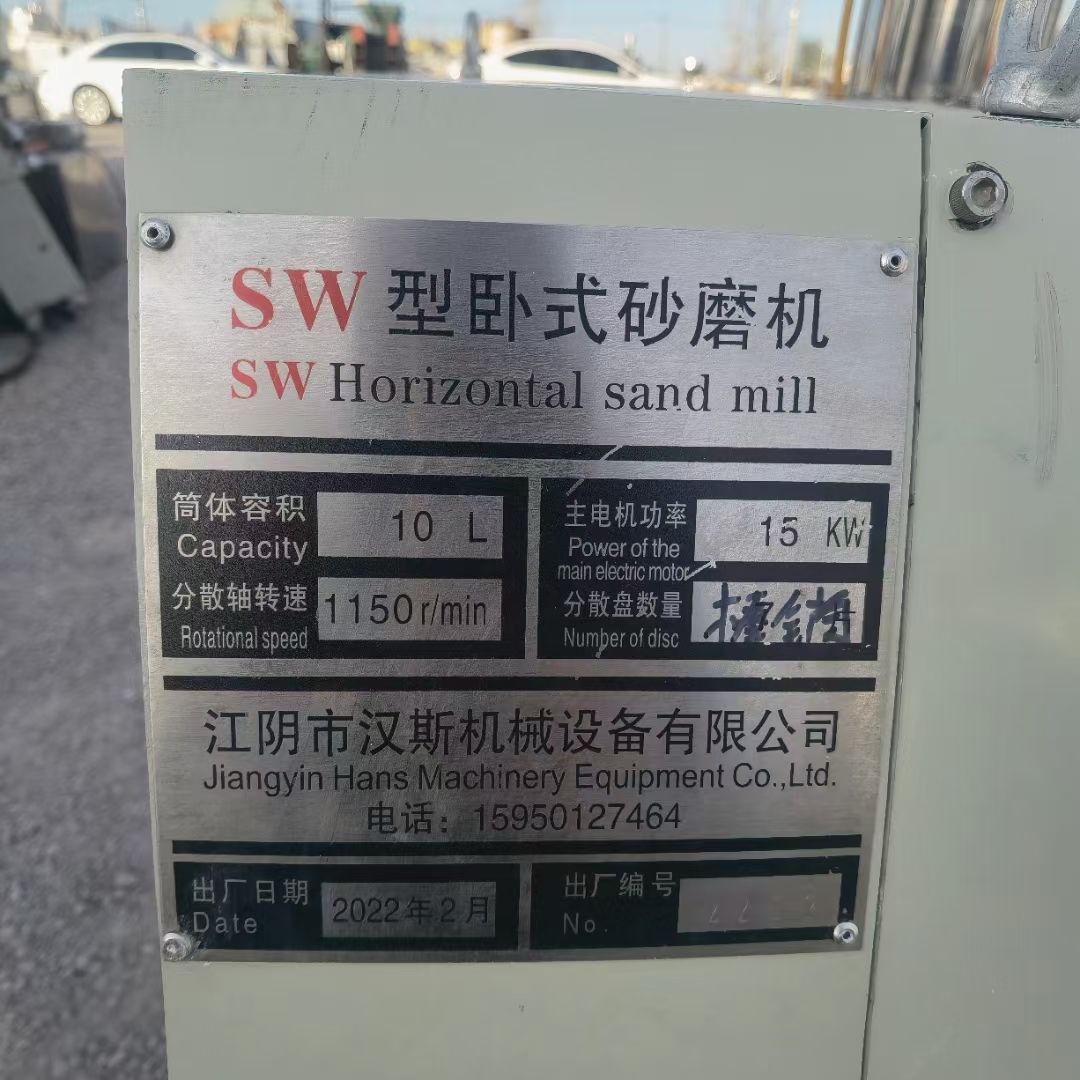 SW型卧式砂磨机
SW Horizontal sand mill
筒体容积 10 L
Capacity
分散轴转速 1150r/min
Rotational speed
主电机功率 15 KW
Power of the
main electric motor
分散盘数量
Number of disc
江阴市汉斯机械设备有限公司
Jiangyin Hans Machinery Equipment Co.,Ltd.
电话：15950127464
出厂日期 2022年2月
Date
出厂编号
No.